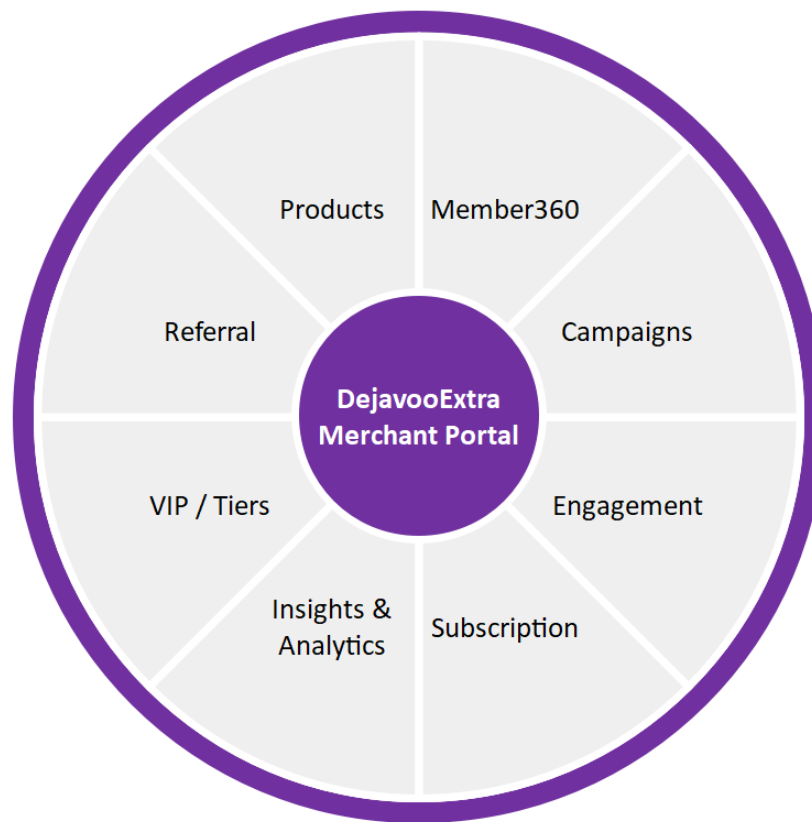 Products
Member360
Referral
Campaigns
DejavooExtra
Merchant Portal
VIP / Tiers
Engagement
Insights &
Analytics
Subscription